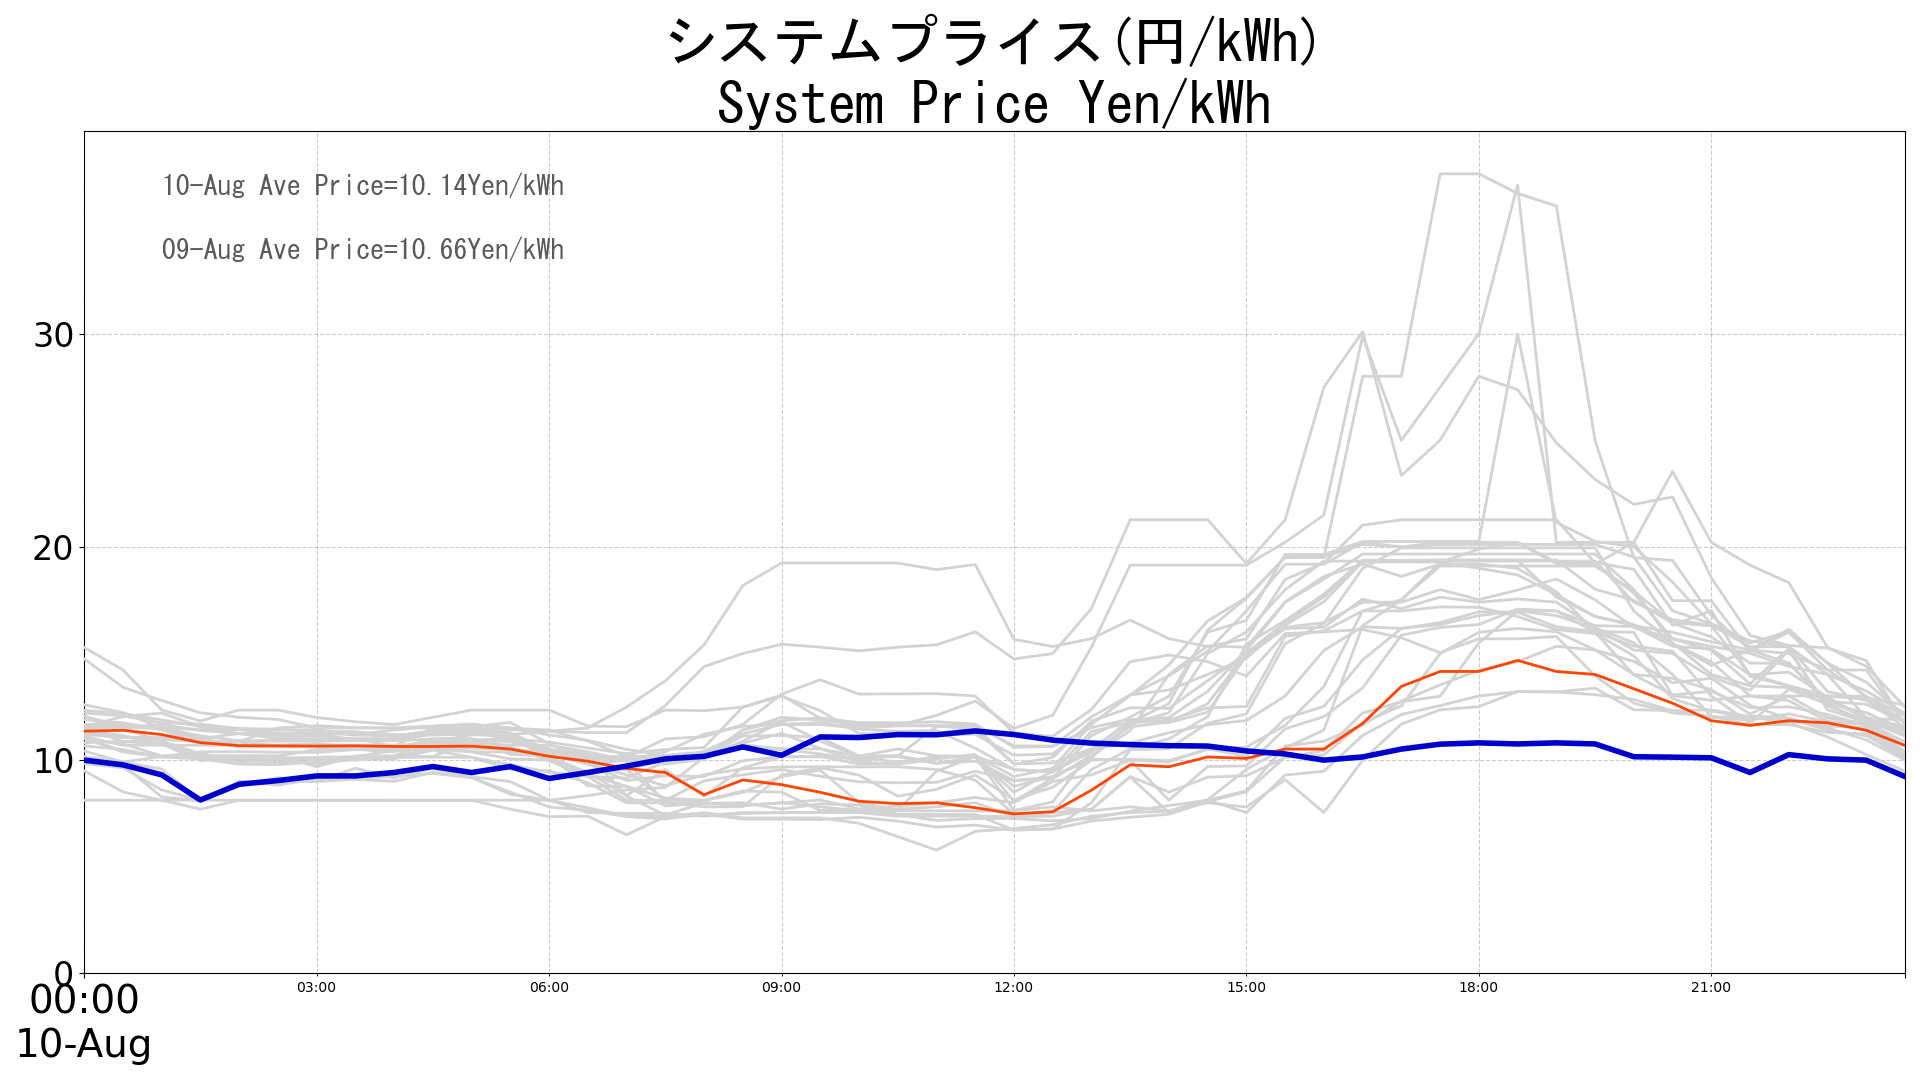 システムプライス(円/kWh)
System Price Yen/kWh
10-Aug Ave Price=10.14Yen/kWh
09-Aug Ave Price=10.66Yen/kWh
30
20
10
0
00:00 03:00 06:00 09:00 12:00 15:00 18:00 21:00
10-Aug